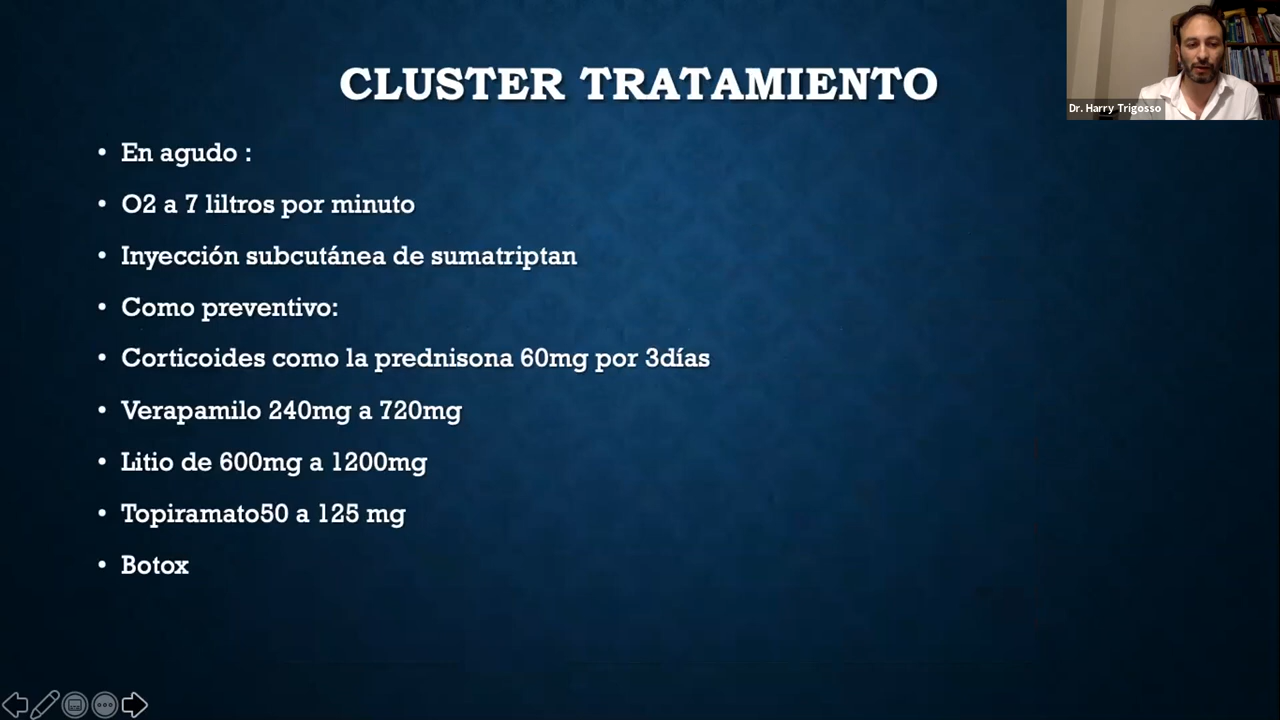 CLUSTER TRATAMIENTO
Dr. Harry Trigosso
• En agudo :
• O2 a 7 liltros por minuto
• Inyección subcutánea de sumatriptan
• Como preventivo:
• Corticoides como la prednisona 60mg por 3días
• Verapamilo 240mg a 720mg
• Litio de 600mg a 1200mg
• Topiramato50 a 125 mg
• Botox